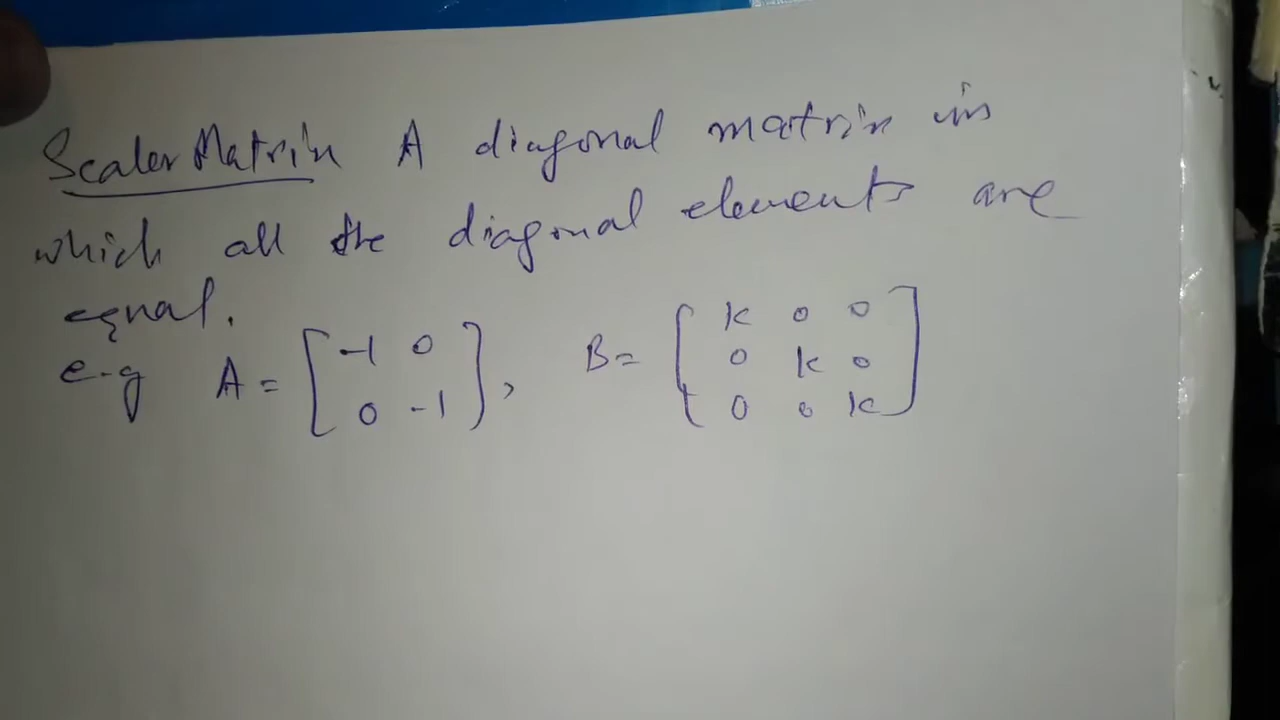 Scaler Matrix A diagonal matrix in
which all the diagonal elements are
equal.
e-g A = [-1 0
0 -1], B = [k 0 0
0 k 0
0 0 k]